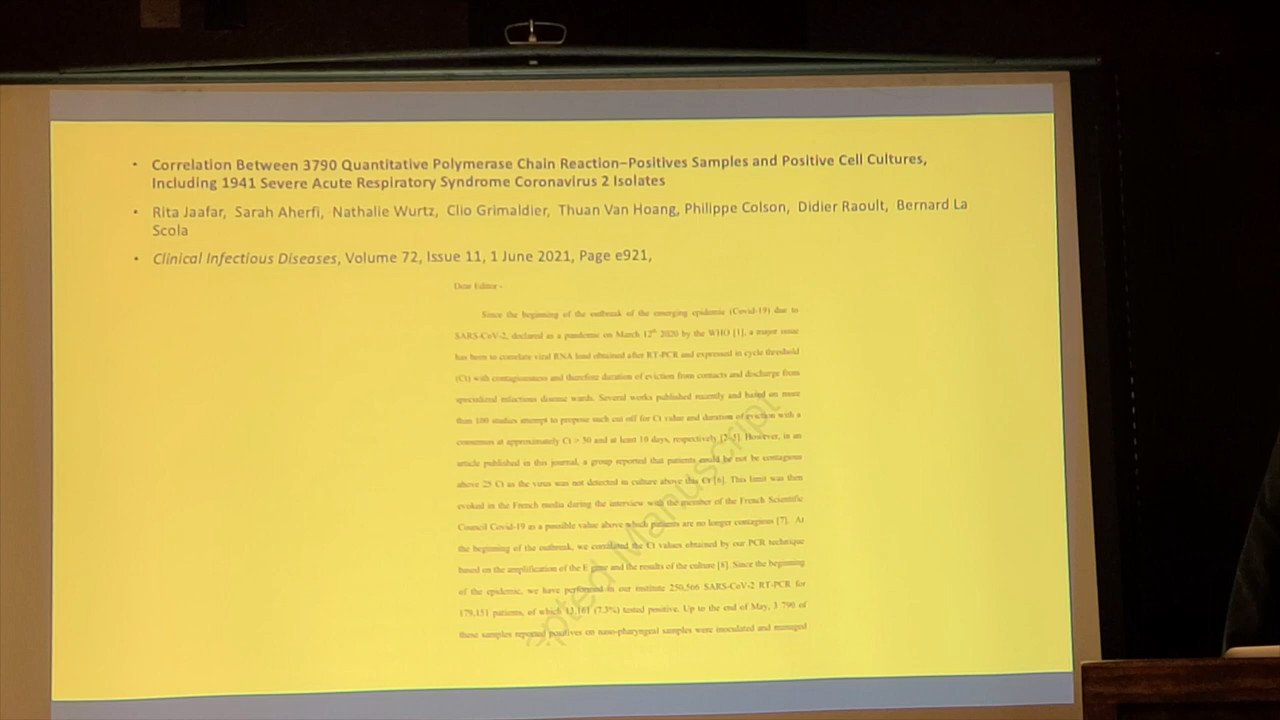 • Correlation Between 3790 Quantitative Polymerase Chain Reaction–Positives Samples and Positive Cell Cultures,
Including 1941 Severe Acute Respiratory Syndrome Coronavirus 2 Isolates
• Rita Jaafar, Sarah Aherfi, Nathalie Wurtz, Clio Grimaldier, Thuan Van Hoang, Philippe Colson, Didier Raoult, Bernard La
Scola
• Clinical Infectious Diseases, Volume 72, Issue 11, 1 June 2021, Page e921,
Dear Editor -
Since the beginning of the outbreak of the emerging epidemic (Covid-19) due to
SARS-CoV-2, declared as a pandemic on March 12th 2020 by the WHO [1], a major issue
has been to correlate viral RNA load obtained after RT-PCR and expressed in cycle threshold
(Ct) with contagiousness and therefore duration of eviction from contacts and discharge from
specialized infectious disease wards. Several works published recently and based on more
than 100 studies attempt to propose such cut off for Ct value and duration of eviction with a
consensus at approximately Ct > 30 and at least 10 days, respectively [2-5]. However, in an
article published in this journal, a group reported that patients could be not be contagious
above 25 Ct as the virus was not detected in culture above this Ct [6]. This limit was then
evoked in the French media during the interview with the member of the French Scientific
Council Covid-19 as a possible value above which patients are no longer contagious [7]. At
the beginning of the outbreak, we correlated the Ct values obtained by our PCR technique
based on the amplification of the E gene and the results of the culture [8]. Since the beginning
of the epidemic, we have performed in our institute 250,566 SARS-CoV-2 RT-PCR for
179,151 patients, of which 13,161 (7.3%) tested positive. Up to the end of May, 3 790 of
these samples reported positives on naso-pharyngeal samples were inoculated and managed
pted Manuscript